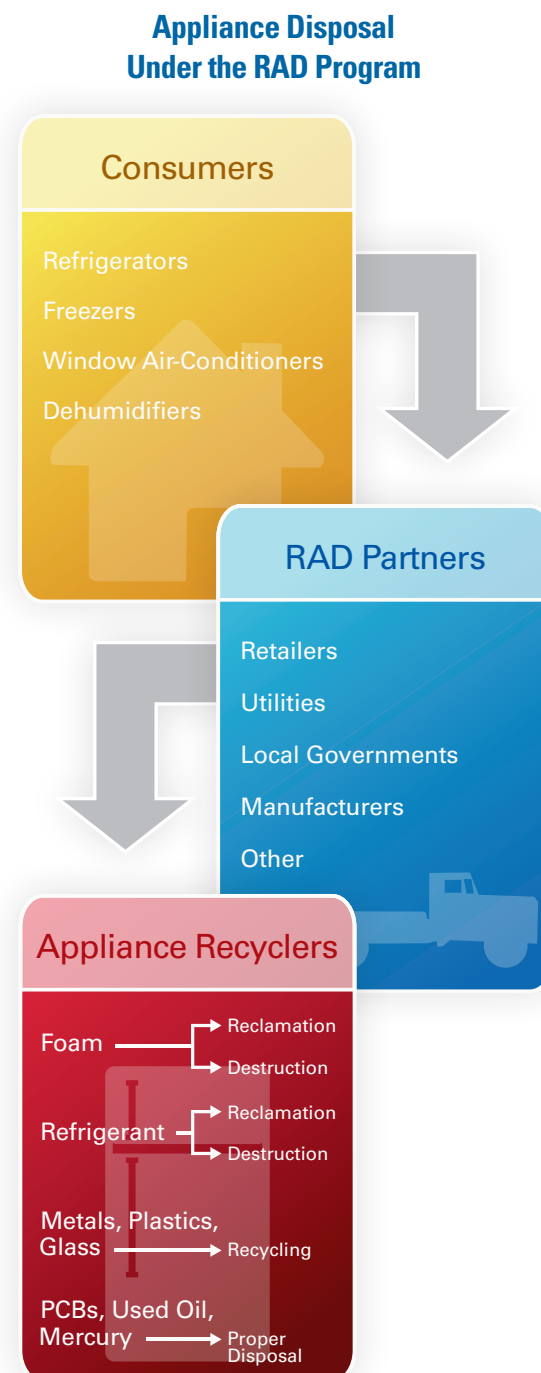 Appliance Disposal
Under the RAD Program
Consumers
Refrigerators
Freezers
Window Air-Conditioners
Dehumidifiers
RAD Partners
Retailers
Utilities
Local Governments
Manufacturers
Other
Appliance Recyclers
Foam
Reclamation
Destruction
Refrigerant
Reclamation
Destruction
Metals, Plastics,
Glass
Recycling
PCBs, Used Oil,
Mercury
Proper
Disposal